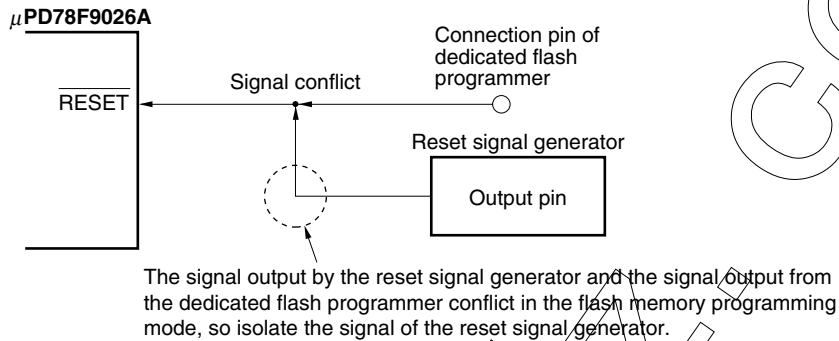 μPD78F9026A
Connection pin of
dedicated flash
programmer
Signal conflict
RESET
Reset signal generator
Output pin
The signal output by the reset signal generator and the signal output from
the dedicated flash programmer conflict in the flash memory programming
mode, so isolate the signal of the reset signal generator.